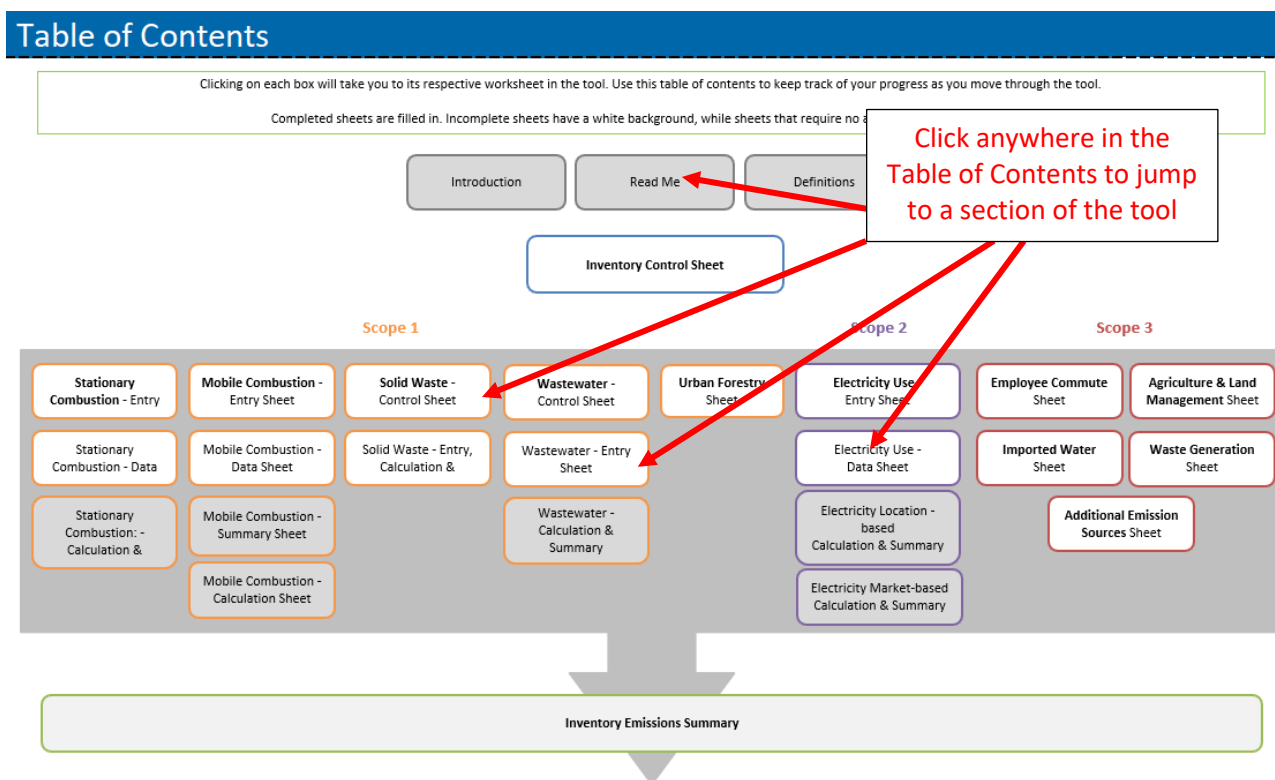 Table of Contents
Clicking on each box will take you to its respective worksheet in the tool. Use this table of contents to keep track of your progress as you move through the tool.
Completed sheets are filled in. Incomplete sheets have a white background, while sheets that require no
Click anywhere in the
Table of Contents to jump
to a section of the tool
Introduction
Read Me
Definitions
Inventory Control Sheet
Scope 1
Scope 2
Scope 3
Stationary
Combustion - Entry
Mobile Combustion -
Entry Sheet
Solid Waste -
Control Sheet
Wastewater -
Control Sheet
Urban Forestry
Sheet
Electricity Use
Entry Sheet
Employee Commute
Sheet
Agriculture & Land
Management Sheet
Stationary
Combustion - Data
Mobile Combustion -
Data Sheet
Solid Waste - Entry,
Calculation &
Wastewater - Entry
Sheet
Electricity Use -
Data Sheet
Imported Water
Sheet
Waste Generation
Sheet
Stationary
Combustion: -
Calculation &
Mobile Combustion -
Summary Sheet
Wastewater -
Calculation &
Summary
Electricity Location -
based
Calculation & Summary
Additional Emission
Sources Sheet
Mobile Combustion -
Calculation Sheet
Electricity Market-based
Calculation & Summary
Inventory Emissions Summary